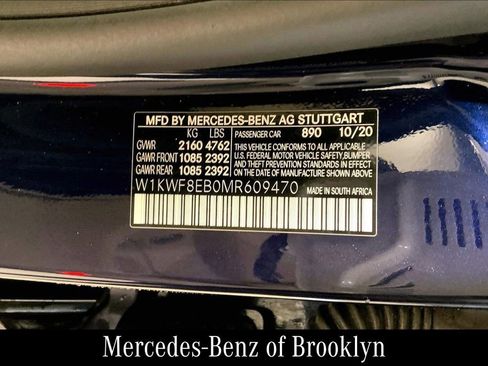 MFD BY MERCEDES-BENZ AG STUTTGART
KG LBS PASSENGER CAR 890 10/20
GVWR 2160 4762
GAWR FRONT 1085 2392
GAWR REAR 1085 2392
THIS VEHICLE CONFORMS TO ALL APPLICABLE
U.S. FEDERAL MOTOR VEHICLE SAFETY, BUMPER,
AND THEFT PREVENTION STANDARDS IN EFFECT ON
THE DATE OF MANUFACTURE SHOWN ABOVE.
W1KWF8EB0MR609470 MADE IN SOUTH AFRICA
Mercedes-Benz of Brooklyn